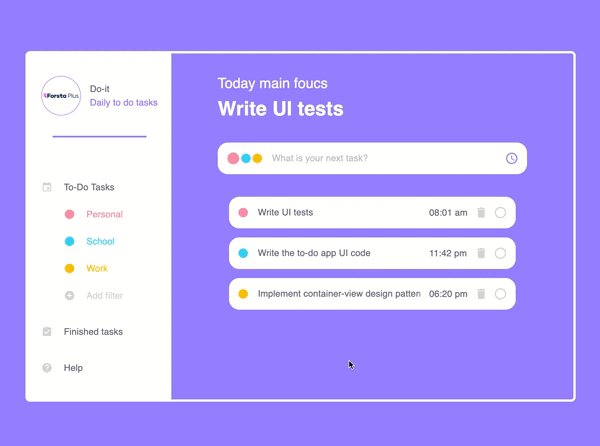 Forsta Plus
Do-it
Daily to do tasks
To-Do Tasks
Personal
School
Work
Add filter
Finished tasks
Help
Today main foucs
Write UI tests
What is your next task?
Write UI tests 08:01 am
Write the to-do app UI code 11:42 pm
Implement container-view design pattern 06:20 pm